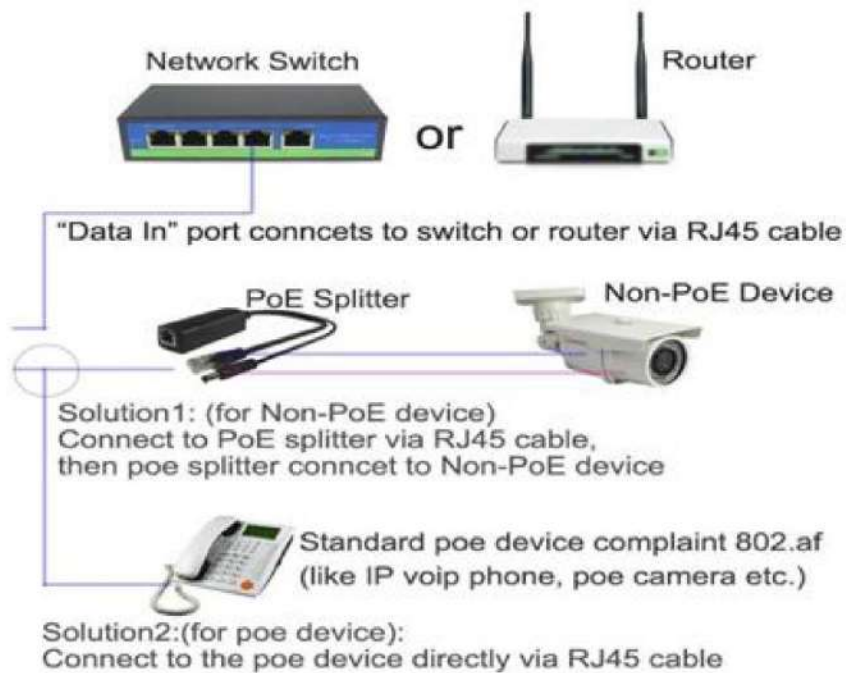 Network Switch
or
Router
"Data In" port conncets to switch or router via RJ45 cable
PoE Splitter
Non-PoE Device
Solution1: (for Non-PoE device)
Connect to PoE splitter via RJ45 cable,
then poe splitter conncet to Non-PoE device
Standard poe device complaint 802.af
(like IP voip phone, poe camera etc.)
Solution2:(for poe device):
Connect to the poe device directly via RJ45 cable